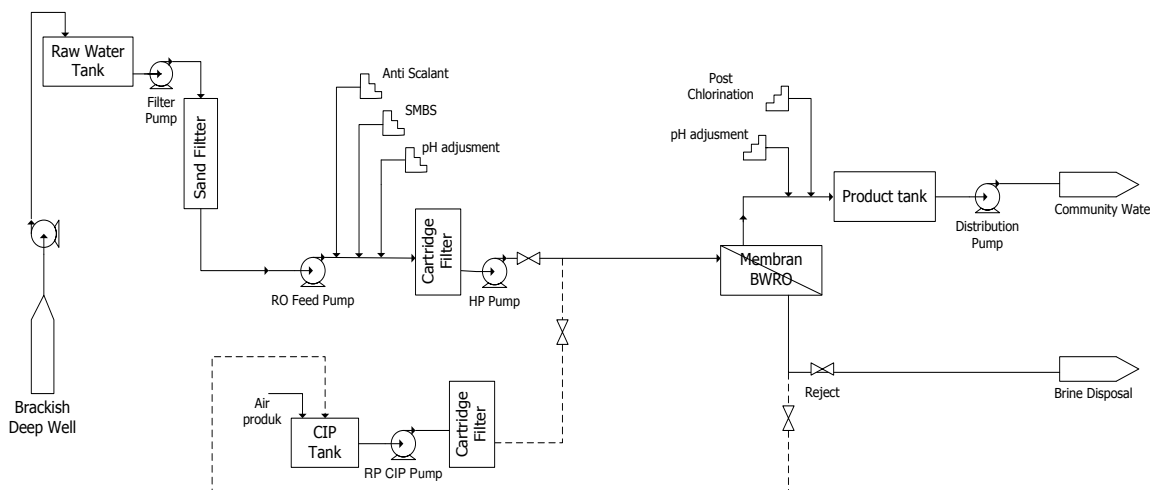 Raw Water
Tank
Filter
Pump
Sand Filtter
Anti Scalant
SMBS
pH adjusment
RO Feed Pump
Cartridge
Filter
HP Pump
Post
Chlorination
pH adjusment
Product tank
Distribution
Pump
Community Wate
Membran
BWRO
Reject
Brine Disposal
Brackish
Deep Well
Air
produk
CIP
Tank
RP CIP Pump
Cartridge
Filter